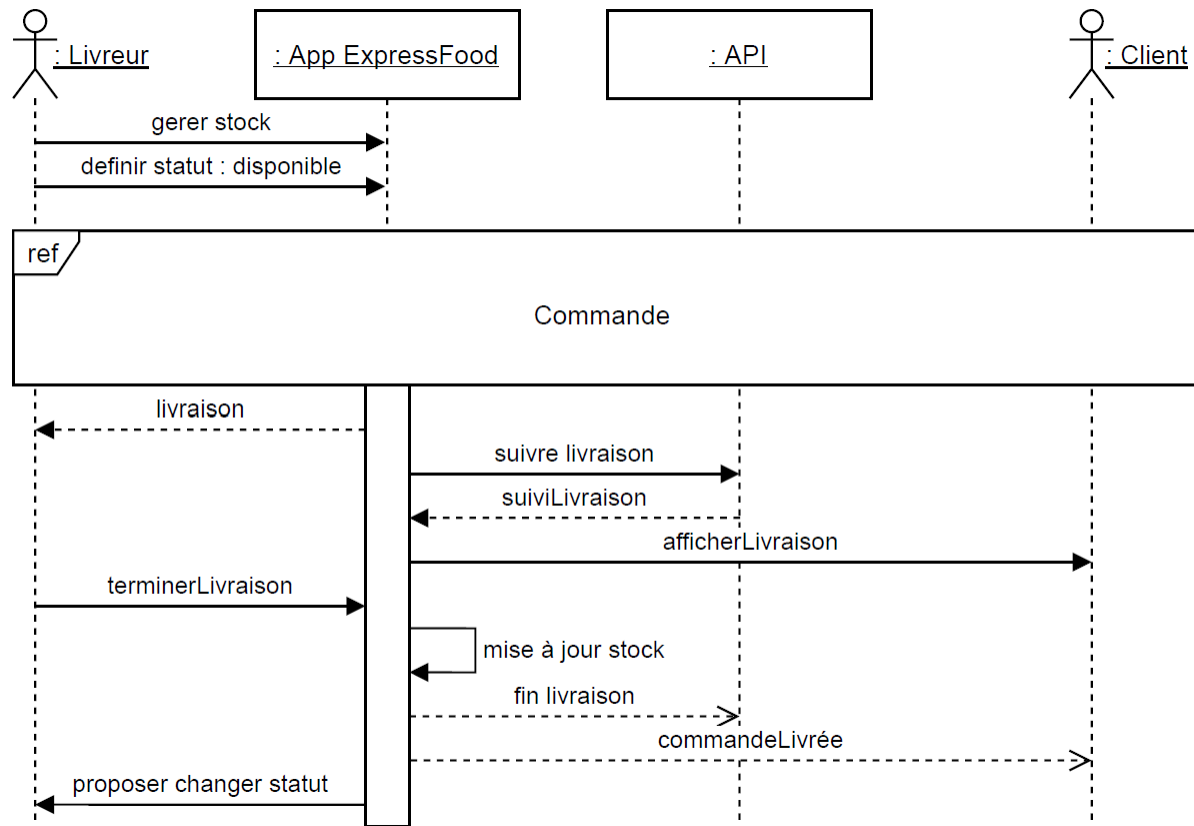 : Livreur
: App ExpressFood
: API
: Client
gerer stock
definir statut : disponible
ref
Commande
livraison
suivre livraison
suiviLivraison
afficherLivraison
terminerLivraison
mise à jour stock
fin livraison
commandeLivrée
proposer changer statut